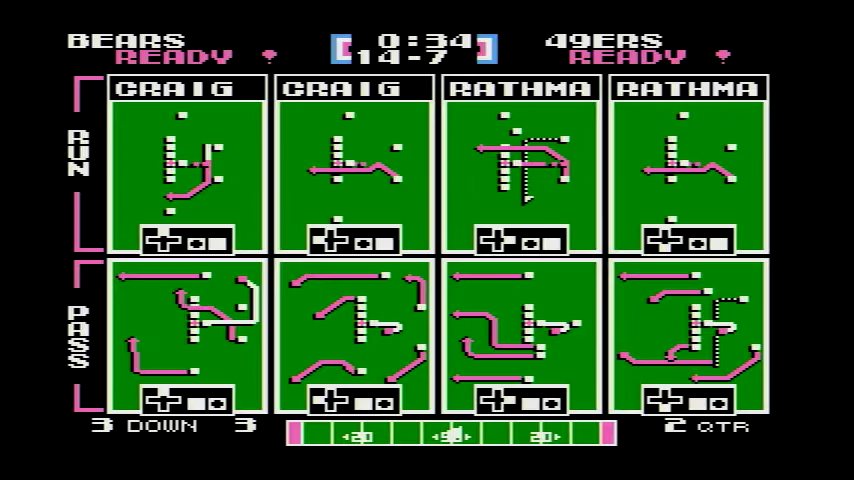 BEARS 0:34 49ERS
READY 14-7 READY
CRAIG CRAIG RATHMA RATHMA
RUN
PASS
3 DOWN 3 2 QTR
20 50 20